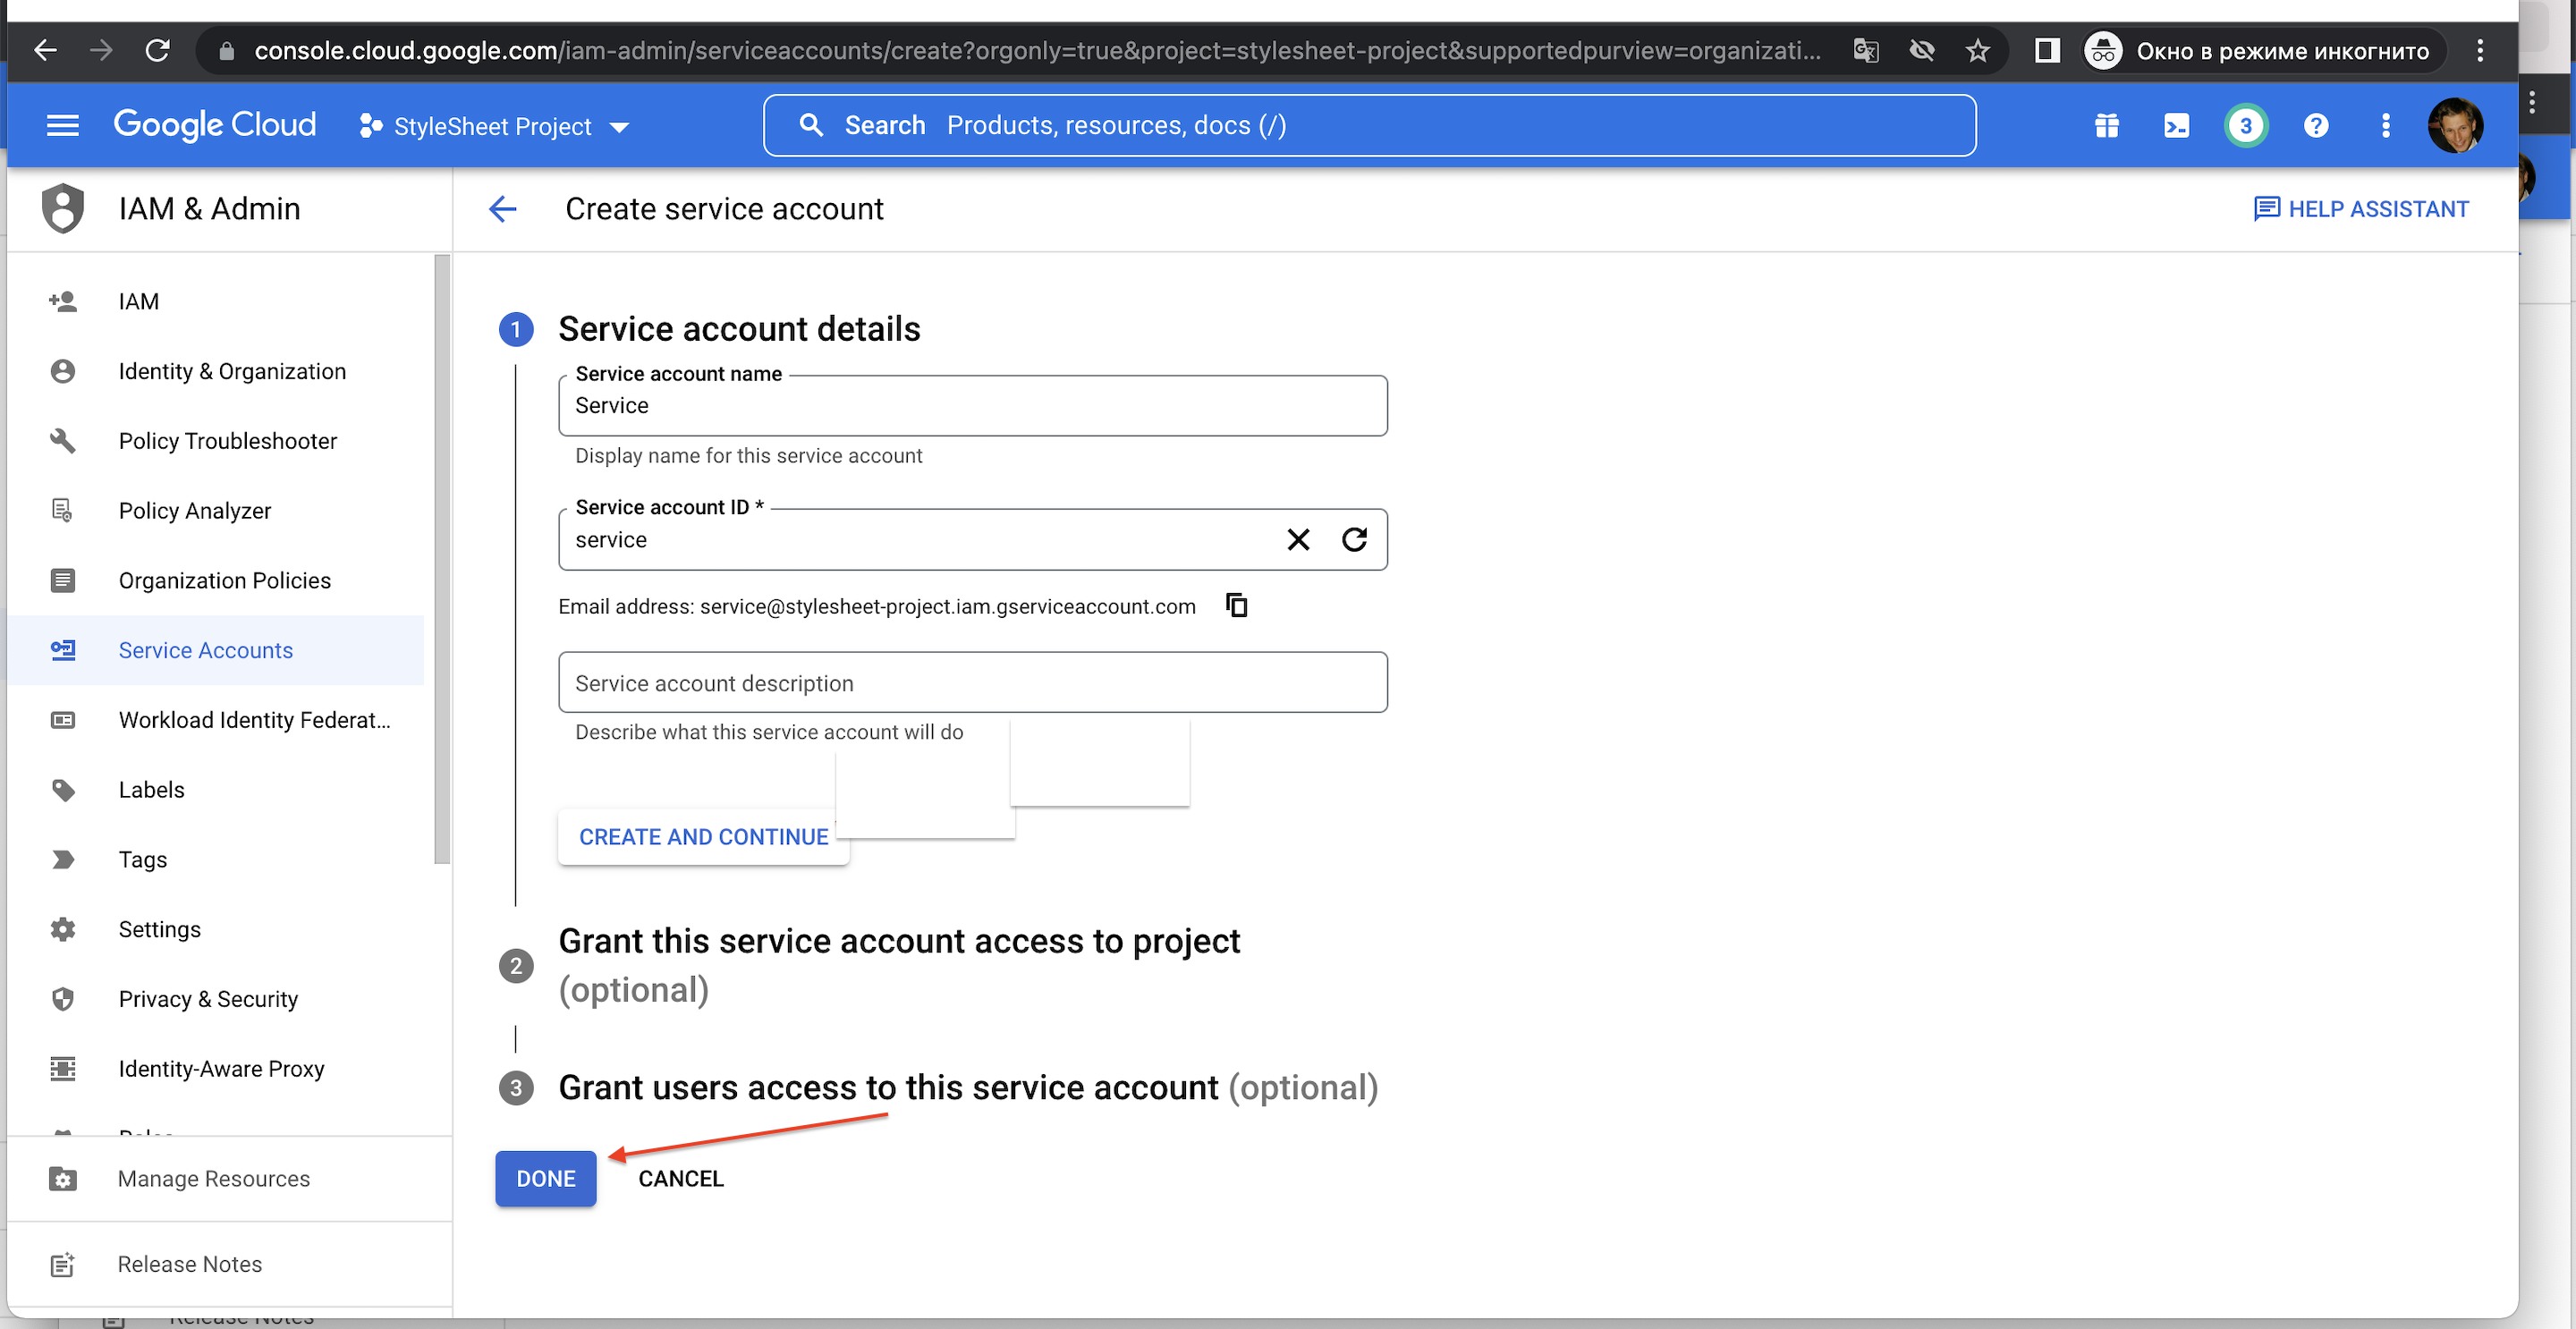 console.cloud.google.com/iam-admin/serviceaccounts/create?orgonly=true&project=stylesheet-project&supportedpurview=organizati...
Окно в режиме инкогнито
Google Cloud
StyleSheet Project
Search Products, resources, docs (/)
3
IAM & Admin
Create service account
HELP ASSISTANT
IAM
Identity & Organization
Policy Troubleshooter
Policy Analyzer
Organization Policies
Service Accounts
Workload Identity Federat...
Labels
Tags
Settings
Privacy & Security
Identity-Aware Proxy
Manage Resources
Release Notes
Release Notes
1 Service account details
Service account name
Service
Display name for this service account
Service account ID *
service
Email address: service@stylesheet-project.iam.gserviceaccount.com
Service account description
Describe what this service account will do
CREATE AND CONTINUE
2 Grant this service account access to project
(optional)
3 Grant users access to this service account (optional)
DONE
CANCEL